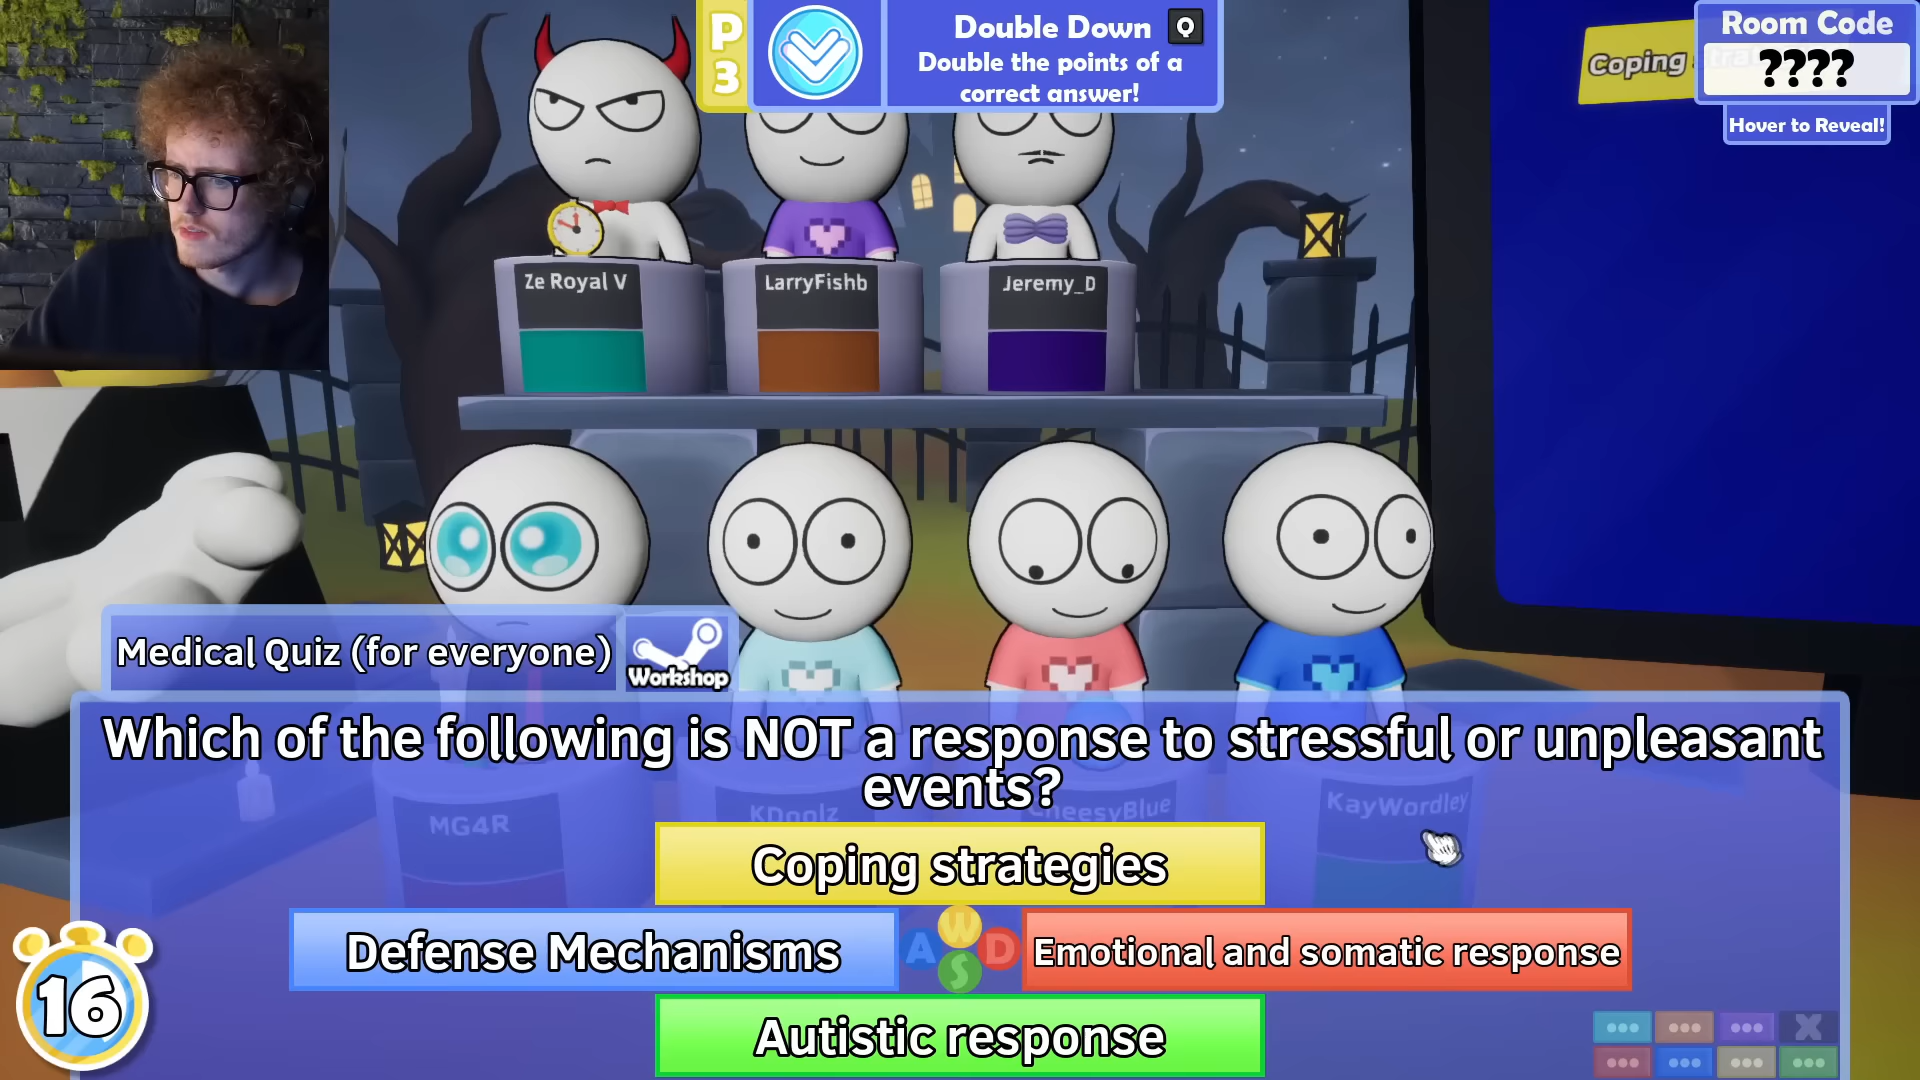 P
3
Double Down Q
Double the points of a
correct answer!
Room Code
????
Hover to Reveal!
Coping
Ze Royal V
LarryFishb
Jeremy_D
Medical Quiz (for everyone)
Workshop
Which of the following is NOT a response to stressful or unpleasant
events?
MG4R
KDoolz
CheesyBlue
KayWordley
Coping strategies
Defense Mechanisms
W
A
D
S
Emotional and somatic response
Autistic response
16
X